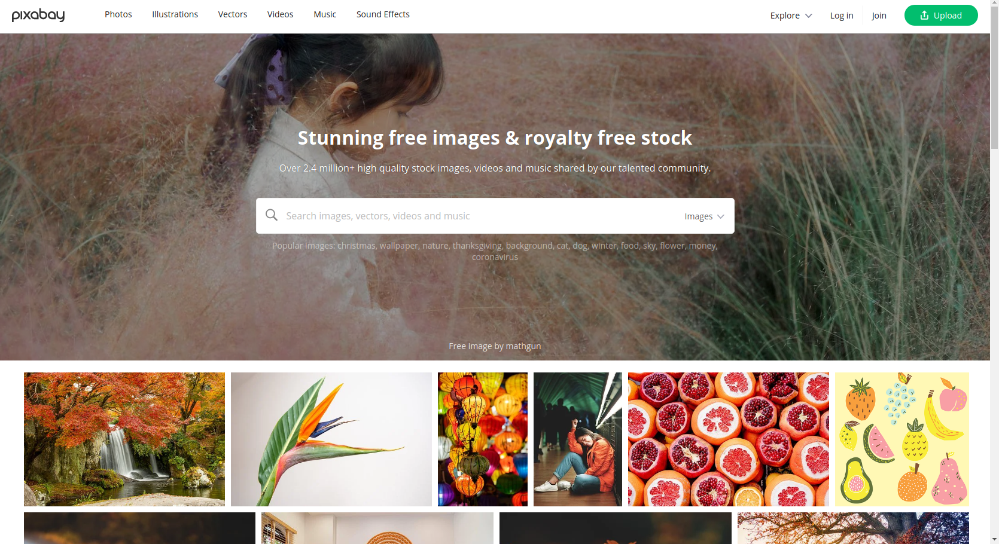 pixabay
Photos Illustrations Vectors Videos Music Sound Effects
Explore Log in Join Upload
Stunning free images & royalty free stock
Over 2.4 million+ high quality stock images, videos and music shared by our talented community.
Search images, vectors, videos and music Images
Popular images: christmas, wallpaper, nature, thanksgiving, background, cat, dog, winter, food, sky, flower, money,
coronavirus
Free image by mathgun